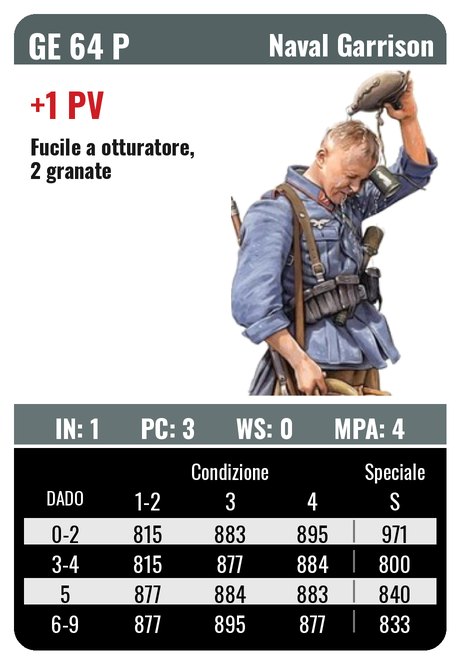 GE 64 P
Naval Garrison
+1 PV
Fucile a otturatore,
2 granate
IN: 1 PC: 3 WS: 0 MPA: 4
Condizione Speciale
DADO 1-2 3 4 S
0-2 815 883 895 971
3-4 815 877 884 800
5 877 884 883 840
6-9 877 895 877 833